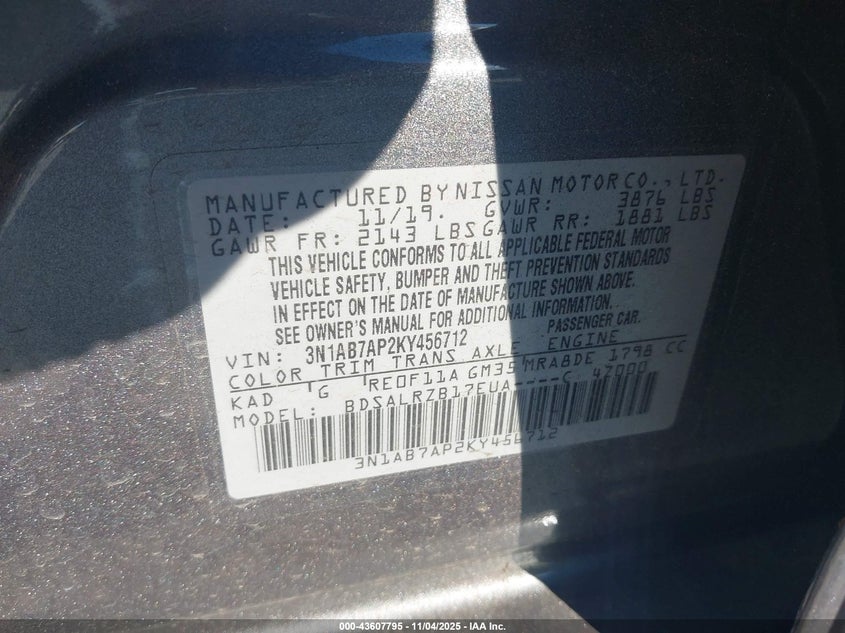 MANUFACTURED BY NISSAN MOTOR CO., LTD.
DATE: 11/19. GVWR: 3876 LBS
GAWR FR: 2143 LBS GAWR RR: 1881 LBS
THIS VEHICLE CONFORMS TO ALL APPLICABLE FEDERAL MOTOR
VEHICLE SAFETY, BUMPER AND THEFT PREVENTION STANDARDS
IN EFFECT ON THE DATE OF MANUFACTURE SHOWN ABOVE.
SEE OWNER'S MANUAL FOR ADDITIONAL INFORMATION.
VIN: 3N1AB7AP2KY456712 PASSENGER CAR.
COLOR TRIM TRANS AXLE ENGINE
KAD G RE0F11A GM35 MRA8DE 1798 CC
MODEL: BDSALRZB17EUA----C. 47000
3N1AB7AP2KY456712
000-43607795 - 11/04/2025 - IAA Inc.